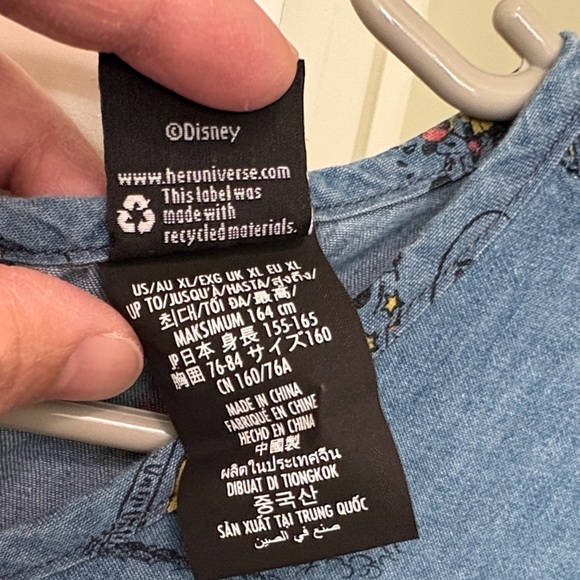 ©Disney
www.heruniverse.com
This label was
made with
recycled materials.
US/AU XL/EXG UK XL EU XL
UP TO/JUSQU'À/HASTA/สูงถึง/
최대/TỐI ĐA/最高/
MAKSIMUM 164 cm
JP日本 身長 155-165
胸囲 76-84 サイズ160
CN 160/76A
MADE IN CHINA
FABRIQUÉ EN CHINE
HECHO EN CHINA
中國製
ผลิตในประเทศจีน
DIBUAT DI TIONGKOK
중국산
SẢN XUẤT TẠI TRUNG QUỐC
صنع في الصين